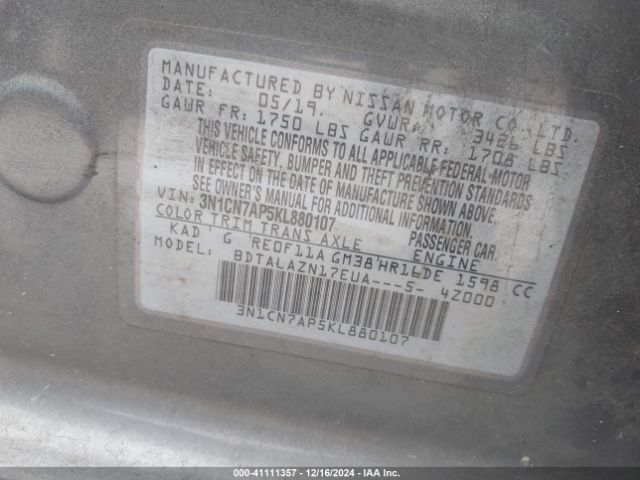 MANUFACTURED BY NISSAN MOTOR CO.,LTD.
DATE: 05/19. GVWR: 3426 LBS
GAWR FR: 1750 LBS GAWR RR: 1708 LBS
THIS VEHICLE CONFORMS TO ALL APPLICABLE FEDERAL MOTOR
VEHICLE SAFETY, BUMPER AND THEFT PREVENTION STANDARDS
IN EFFECT ON THE DATE OF MANUFACTURE SHOWN ABOVE.
SEE OWNER'S MANUAL FOR ADDITIONAL INFORMATION.
VIN: 3N1CN7AP5KL880107 PASSENGER CAR.
COLOR TRIM TRANS AXLE ENGINE
KAD G RE0F11A GM38 HR16DE 1598 CC
MODEL: BDTALAZN17EUA---5- 4Z000
3N1CN7AP5KL880107
000-41111357 - 12/16/2024 - IAA Inc.